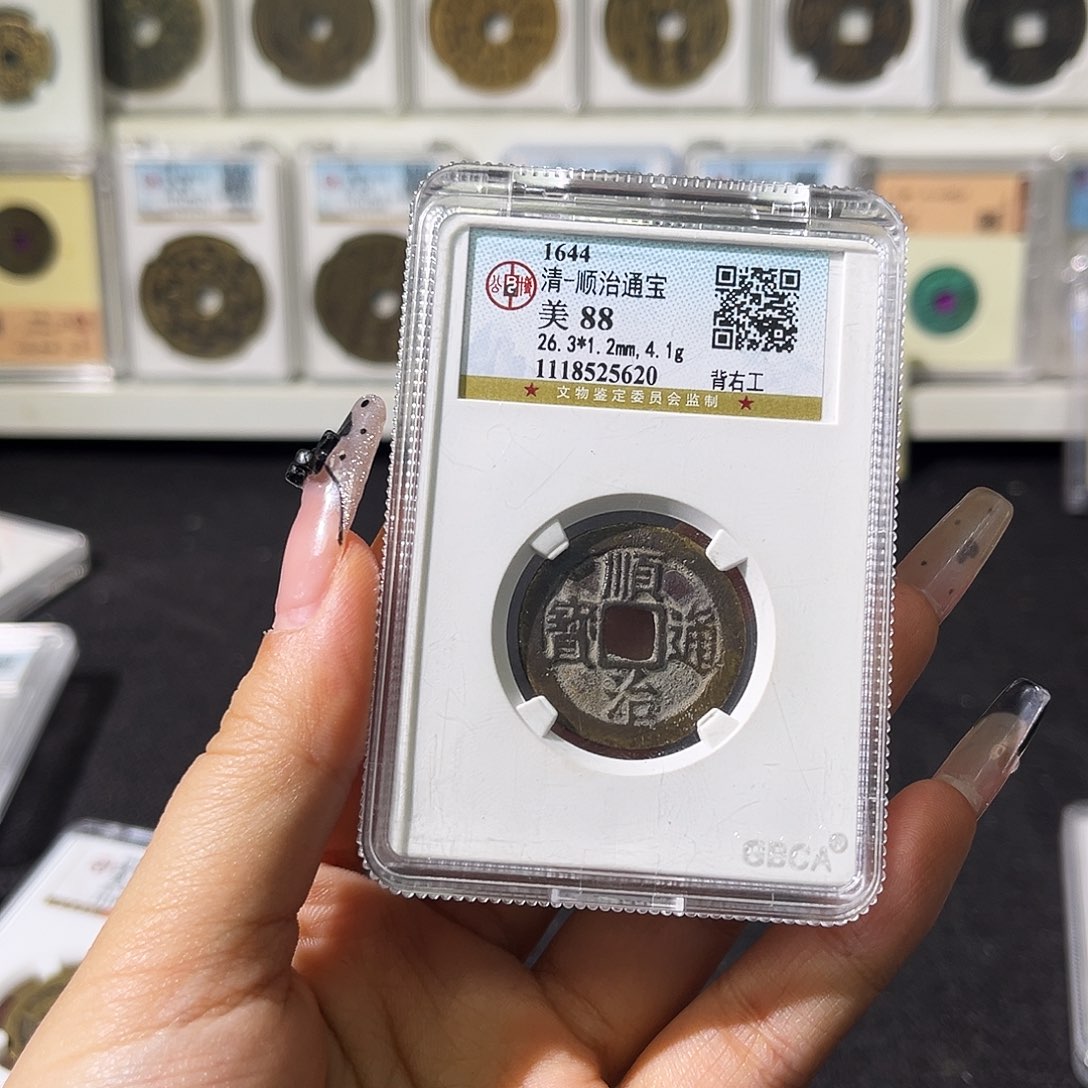 1644
清-顺治通宝
美 88
26.3*1.2mm,4.1g
1118525620 背右工
★ 文物鉴定委员会监制 ★
順
寶 通
治
GBCA®